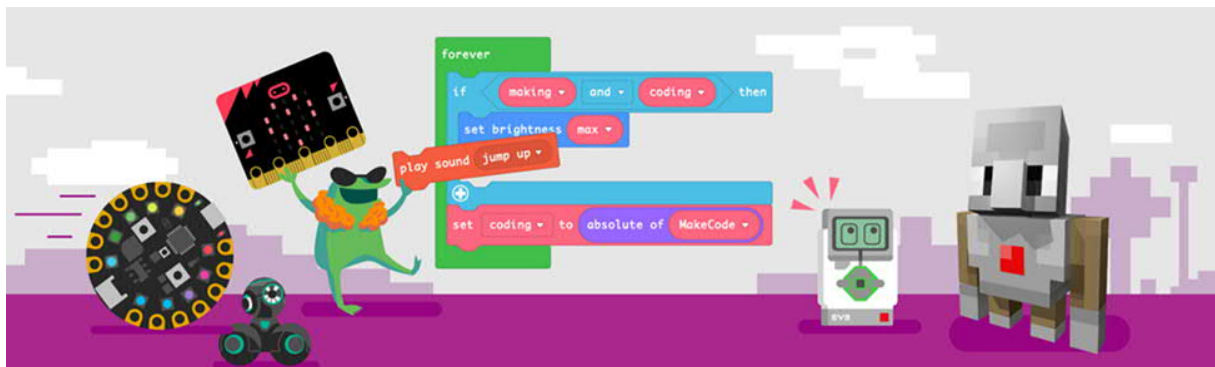 forever
if making and coding then
set brightness max
play sound jump up
set coding to absolute of MakeCode
EV3